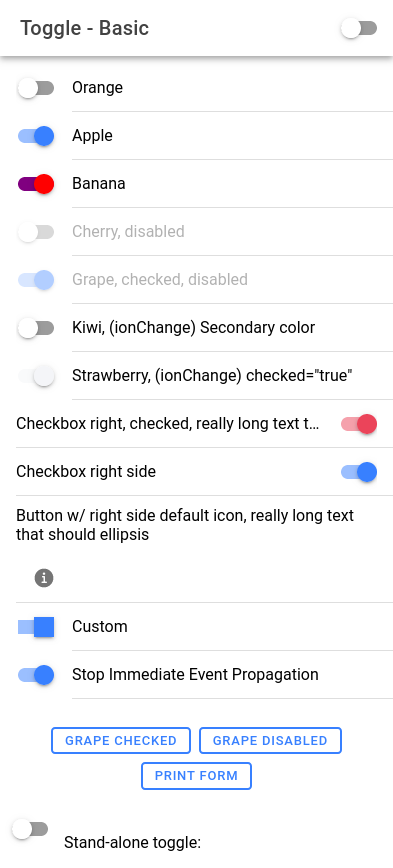 Toggle - Basic
Orange
Apple
Banana
Cherry, disabled
Grape, checked, disabled
Kiwi, (ionChange) Secondary color
Strawberry, (ionChange) checked="true"
Checkbox right, checked, really long text t...
Checkbox right side
Button w/ right side default icon, really long text
that should ellipsis
Custom
Stop Immediate Event Propagation
GRAPE CHECKED GRAPE DISABLED
PRINT FORM
Stand-alone toggle: